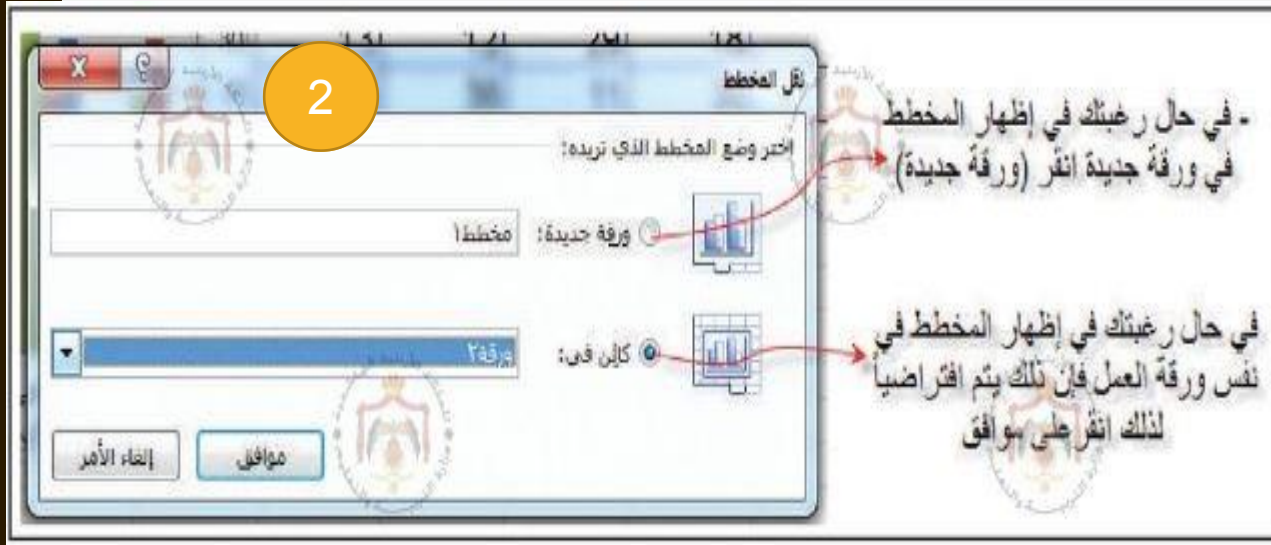 2
نقل المخطط
اختر وضع المخطط الذي تريده:
ورقة جديدة:
مخطط١
كائن في:
ورقة٢
موافق
إلغاء الأمر
- في حال رغبتك في إظهار المخطط
في ورقة جديدة انقر (ورقة جديدة)
في حال رغبتك في إظهار المخطط في
نفس ورقة العمل فإن ذلك يتم افتراضياً
لذلك انقر على موافق